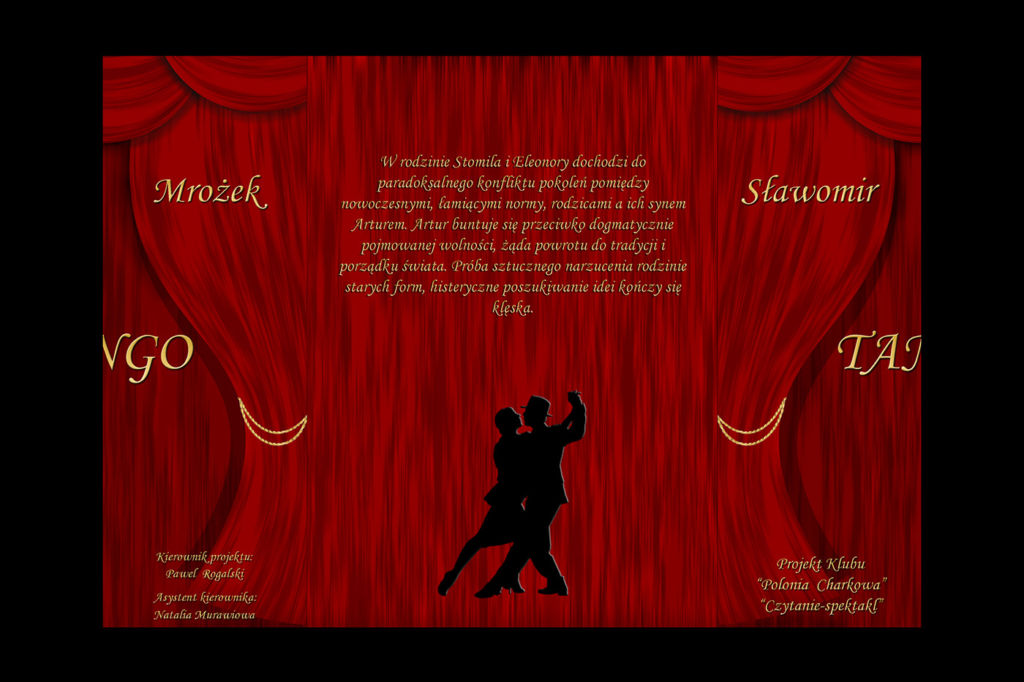 Mrożek
NGO
Kierownik projektu:
Paweł Rogalski
Asystent kierownika:
Natalia Murawiowa
W rodzinie Stomila i Eleonory dochodzi do
paradoksalnego konfliktu pokoleń pomiędzy
nowoczesnymi, łamiącymi normy, rodzicami a ich synem
Arturem. Artur buntuje się przeciwko dogmatycznie
pojmowanej wolności, żąda powrotu do tradycji i
porządku świata. Próba sztucznego narzucenia rodzinie
starych form, histeryczne poszukiwanie idei kończy się
klęska.
Sławomir
TAN
Projekt Klubu
“Polonia Charkowa”
“Czytanie-spektakl”